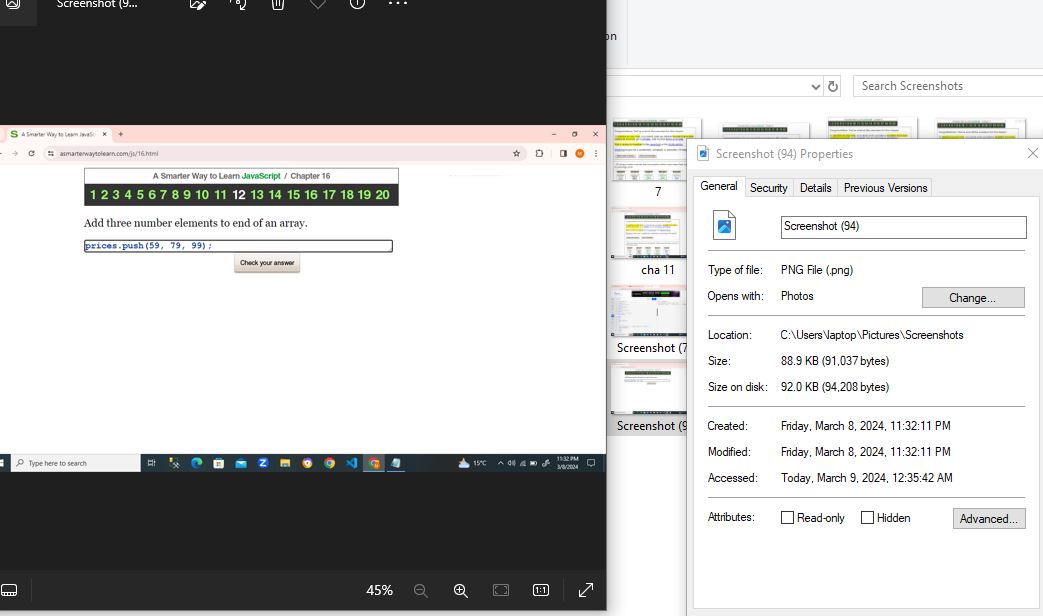 Screenshot (9...
on
Search Screenshots
A Smarter Way to Learn JavaSc
asmarterwaytolearn.com/js/16.html
A Smarter Way to Learn JavaScript / Chapter 16
1 2 3 4 5 6 7 8 9 10 11 12 13 14 15 16 17 18 19 20
Add three number elements to end of an array.
prices.push(59, 79, 99);
Check your answer
Type here to search
15°C
11:32 PM
3/8/2024
45%
1:1
7
cha 11
Screenshot (7
Screenshot (9
Screenshot (94) Properties
General
Security
Details
Previous Versions
Screenshot (94)
Type of file: PNG File (.png)
Opens with: Photos
Change...
Location: C:\Users\laptop\Pictures\Screenshots
Size: 88.9 KB (91,037 bytes)
Size on disk: 92.0 KB (94,208 bytes)
Created: Friday, March 8, 2024, 11:32:11 PM
Modified: Friday, March 8, 2024, 11:32:11 PM
Accessed: Today, March 9, 2024, 12:35:42 AM
Attributes: Read-only Hidden Advanced...